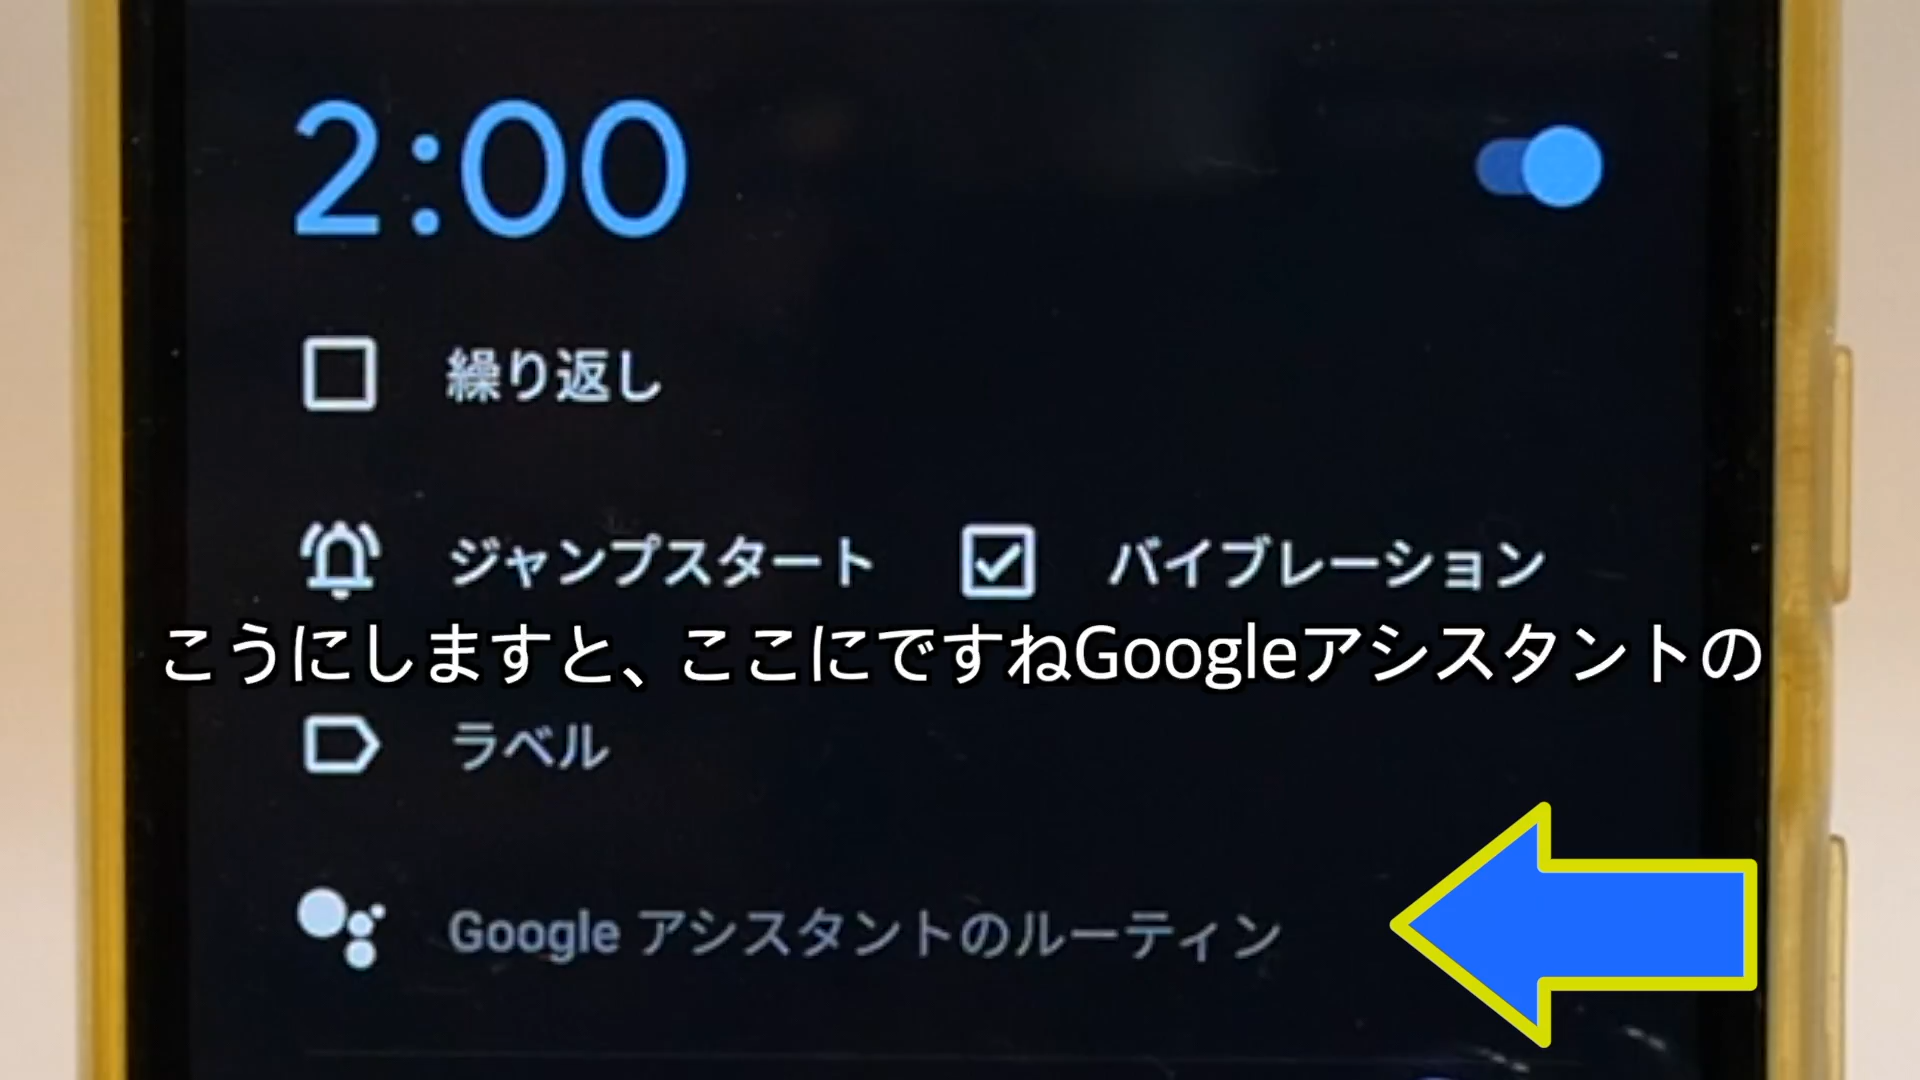 2:00
繰り返し
ジャンプスタート バイブレーション
こうにしますと、ここにですねGoogleアシスタントの
ラベル
Google アシスタントのルーティン